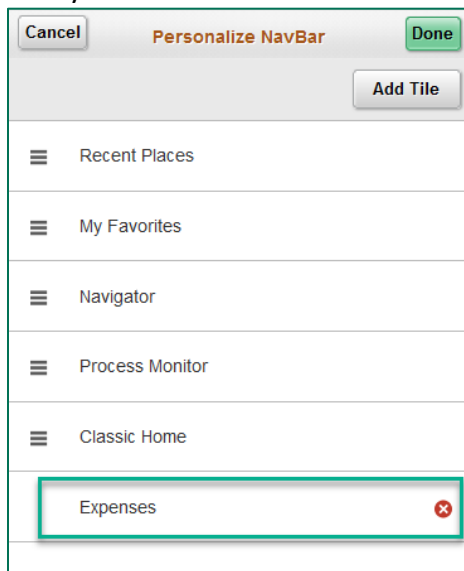 Cancel Personalize NavBar Done
Add Tile
Recent Places
My Favorites
Navigator
Process Monitor
Classic Home
Expenses